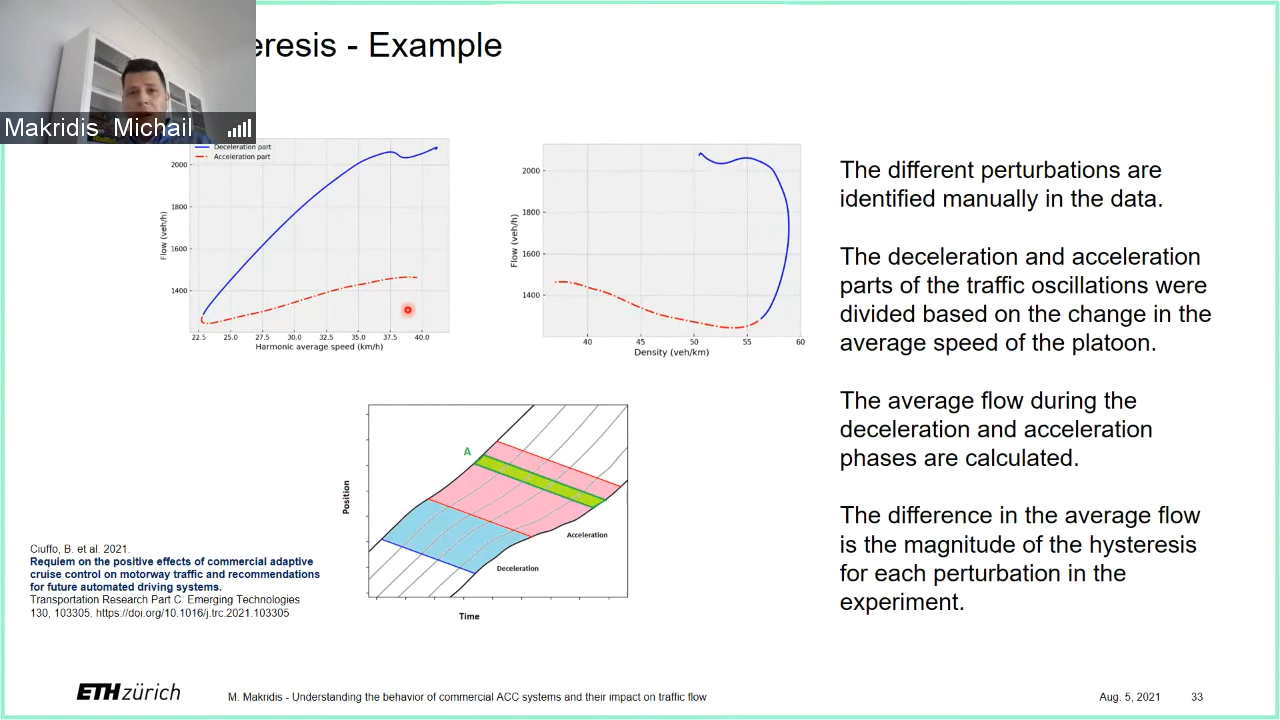 eresis - Example
Makridis Michail
Deceleration part
Acceleration part
2000
1800
1600
1400
Flow (veh/h)
22.5 25.0 27.5 30.0 32.5 35.0 37.5 40.0
Harmonic average speed (km/h)
2000
1800
1600
1400
Flow (veh/h)
40 45 50 55 60
Density (veh/km)
The different perturbations are
identified manually in the data.
The deceleration and acceleration
parts of the traffic oscillations were
divided based on the change in the
average speed of the platoon.
The average flow during the
deceleration and acceleration
phases are calculated.
The difference in the average flow
is the magnitude of the hysteresis
for each perturbation in the
experiment.
A
Position
Acceleration
Deceleration
Time
Ciuffo, B. et al. 2021.
Requiem on the positive effects of commercial adaptive
cruise control on motorway traffic and recommendations
for future automated driving systems.
Transportation Research Part C: Emerging Technologies
130, 103305. https://doi.org/10.1016/j.trc.2021.103305
ETH zürich
M. Makridis - Understanding the behavior of commercial ACC systems and their impact on traffic flow
Aug. 5, 2021
33